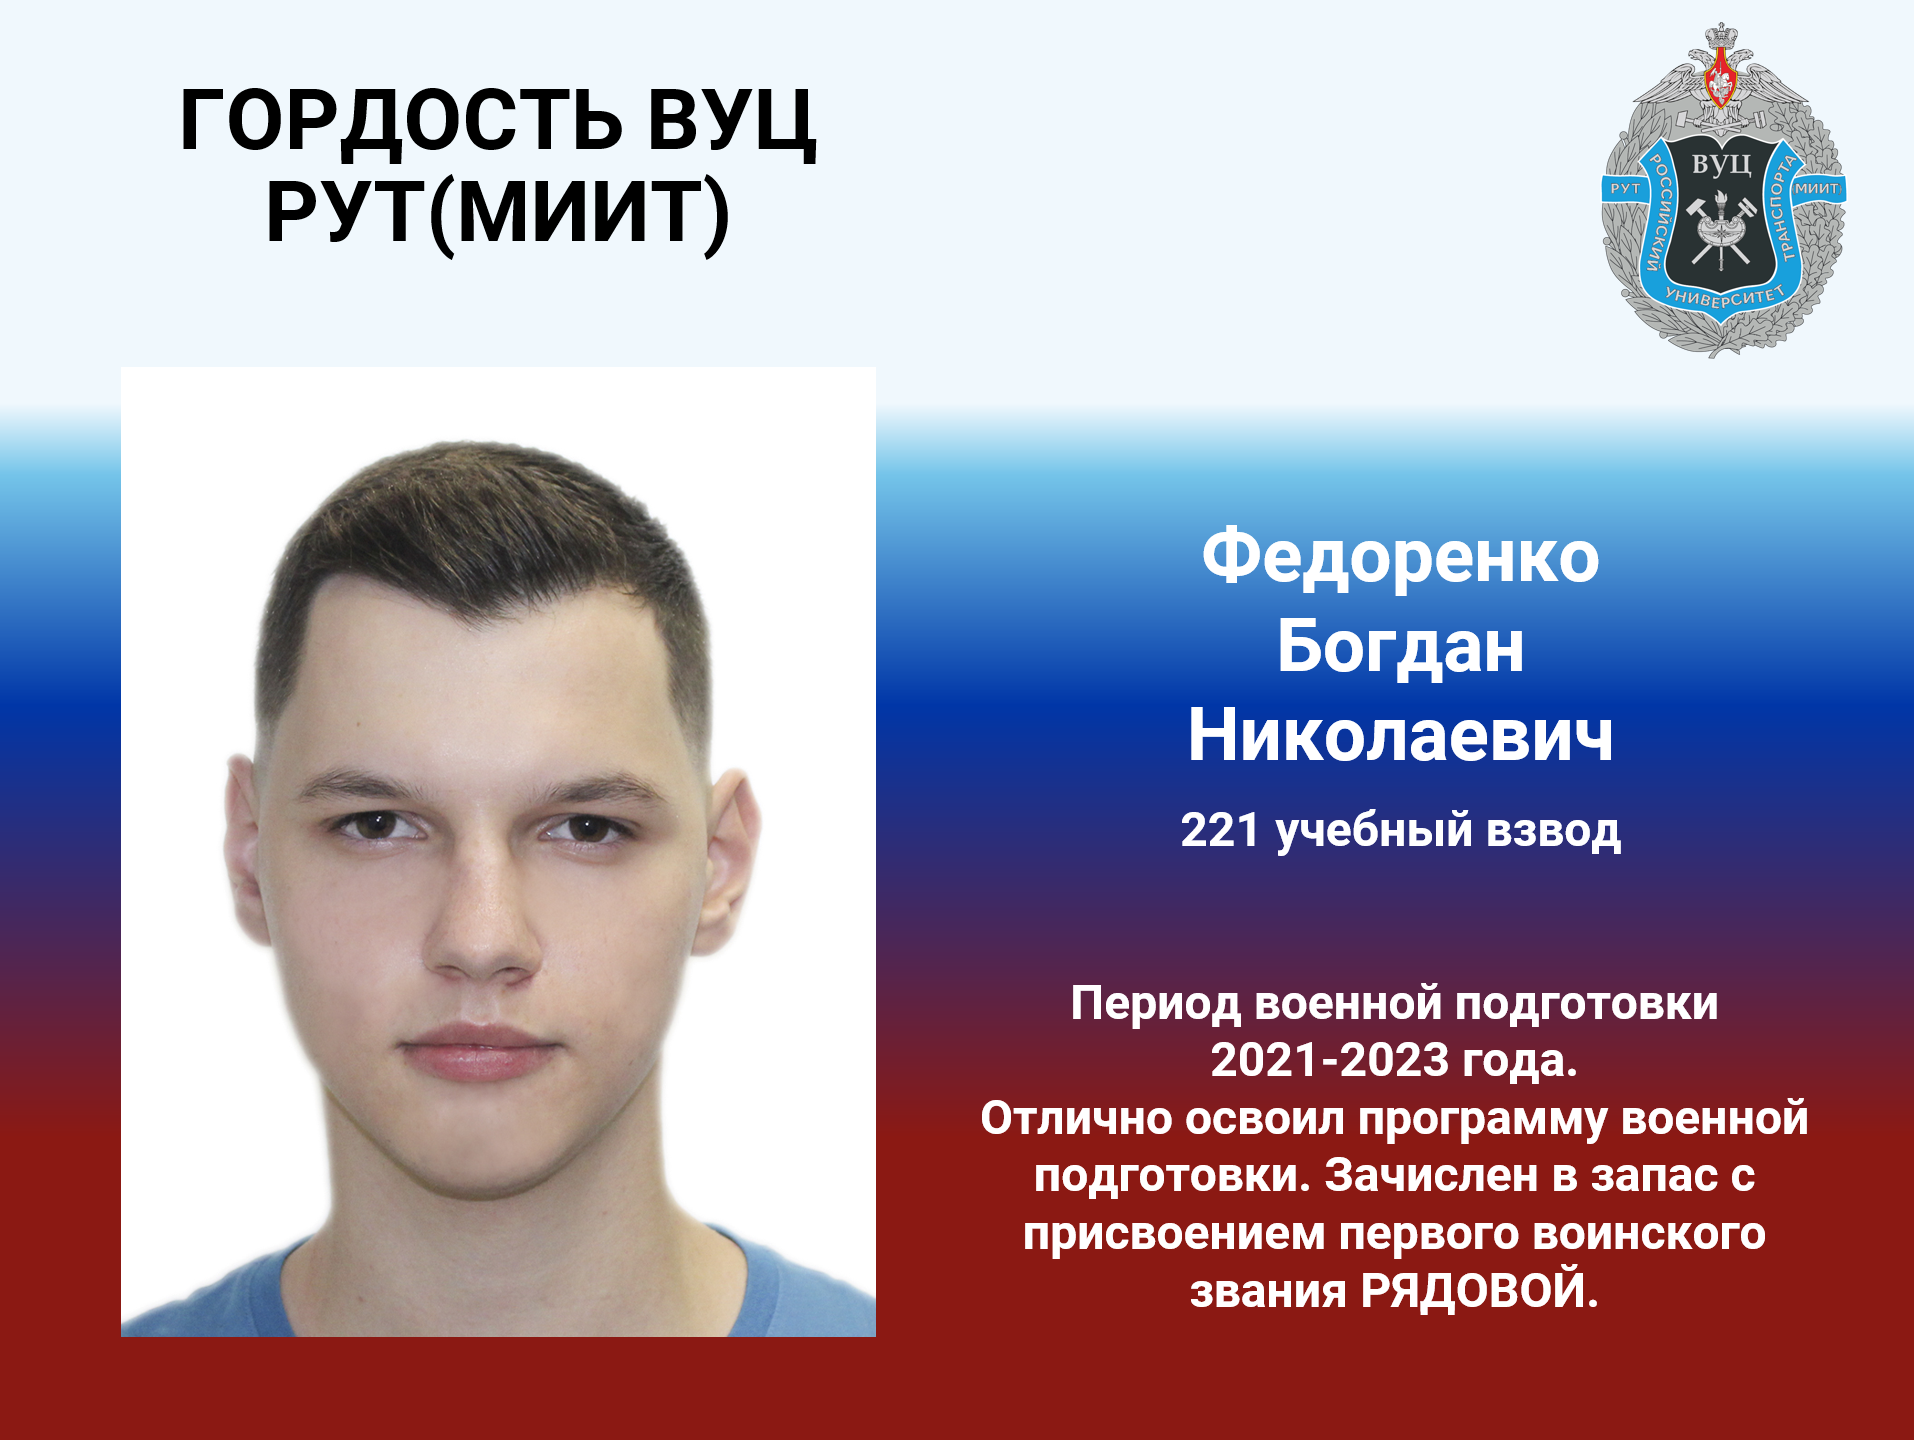 ГОРДОСТЬ ВУЦ
РУТ(МИИТ)
ВУЦ
РУТ
МИИТ
РОССИЙСКИЙ
УНИВЕРСИТЕТ
ТРАНСПОРТА
Федоренко
Богдан
Николаевич
221 учебный взвод
Период военной подготовки
2021-2023 года.
Отлично освоил программу военной
подготовки. Зачислен в запас с
присвоением первого воинского
звания РЯДОВОЙ.